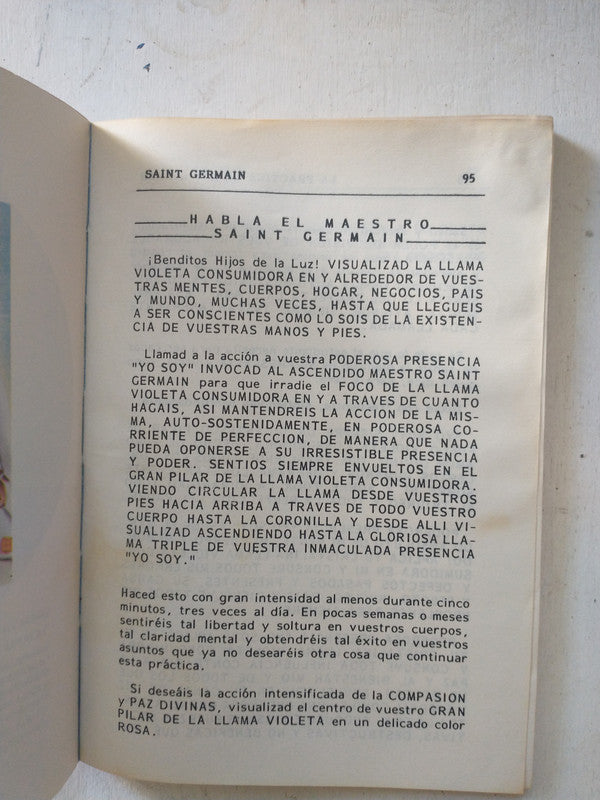 SAINT GERMAIN 95
HABLA EL MAESTRO
SAINT GERMAIN
¡Benditos Hijos de la Luz! VISUALIZAD LA LLAMA
VIOLETA CONSUMIDORA EN Y ALREDEDOR DE VUES-
TRAS MENTES, CUERPOS, HOGAR, NEGOCIOS, PAIS
Y MUNDO, MUCHAS VECES, HASTA QUE LLEGUEIS
A SER CONSCIENTES COMO LO SOIS DE LA EXISTEN-
CIA DE VUESTRAS MANOS Y PIES.
Llamad a la acción a vuestra PODEROSA PRESENCIA
"YO SOY" INVOCAD AL ASCENDIDO MAESTRO SAINT
GERMAIN para que irradie el FOCO DE LA LLAMA
VIOLETA CONSUMIDORA EN Y A TRAVES DE CUANTO
HAGAIS, ASI MANTENDREIS LA ACCION DE LA MIS-
MA, AUTO-SOSTENIDAMENTE, EN PODEROSA CO-
RRIENTE DE PERFECCION, DE MANERA QUE NADA
PUEDA OPONERSE A SU IRRESISTIBLE PRESENCIA
Y PODER. SENTIOS SIEMPRE ENVUELTOS EN EL
GRAN PILAR DE LA LLAMA VIOLETA CONSUMIDORA.
VIENDO CIRCULAR LA LLAMA DESDE VUESTROS
PIES HACIA ARRIBA A TRAVES DE TODO VUESTRO
CUERPO HASTA LA CORONILLA Y DESDE ALLI VI-
SUALIZAD ASCENDIENDO HASTA LA GLORIOSA LLA-
MA TRIPLE DE VUESTRA INMACULADA PRESENCIA
"YO SOY."
Haced esto con gran intensidad al menos durante cinco
minutos, tres veces al día. En pocas semanas o meses
sentiréis tal libertad y soltura en vuestros cuerpos,
tal claridad mental y obtendréis tal éxito en vuestros
asuntos que ya no desearéis otra cosa que continuar
esta práctica.
Si deseáis la acción intensificada de la COMPASION
y PAZ DIVINAS, visualizad el centro de vuestro GRAN
PILAR DE LA LLAMA VIOLETA en un delicado color
ROSA.